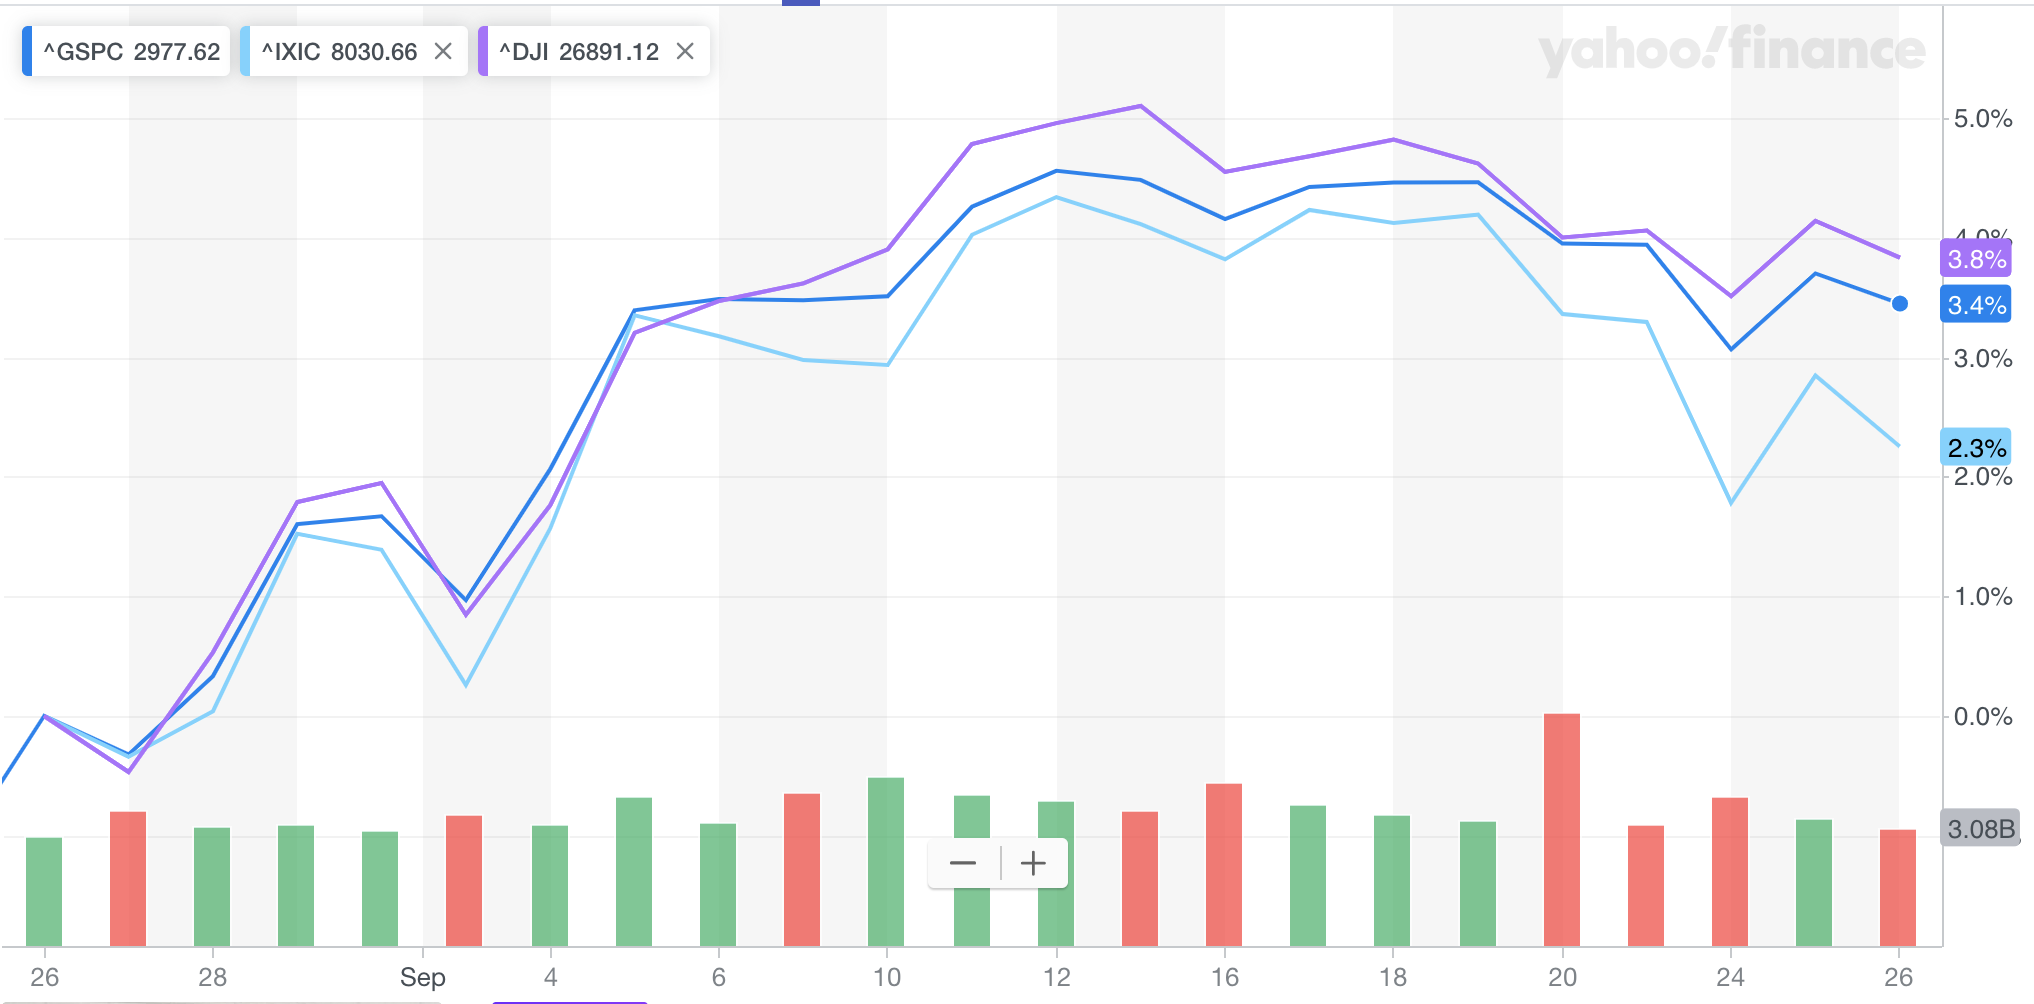 ^GSPC 2977.62
^IXIC 8030.66
^DJI 26891.12
yahoo!finance
5.0%
4.0%
3.8%
3.4%
3.0%
2.3%
2.0%
1.0%
0.0%
3.08B
26 28 Sep 4 6 10 12 16 18 20 24 26